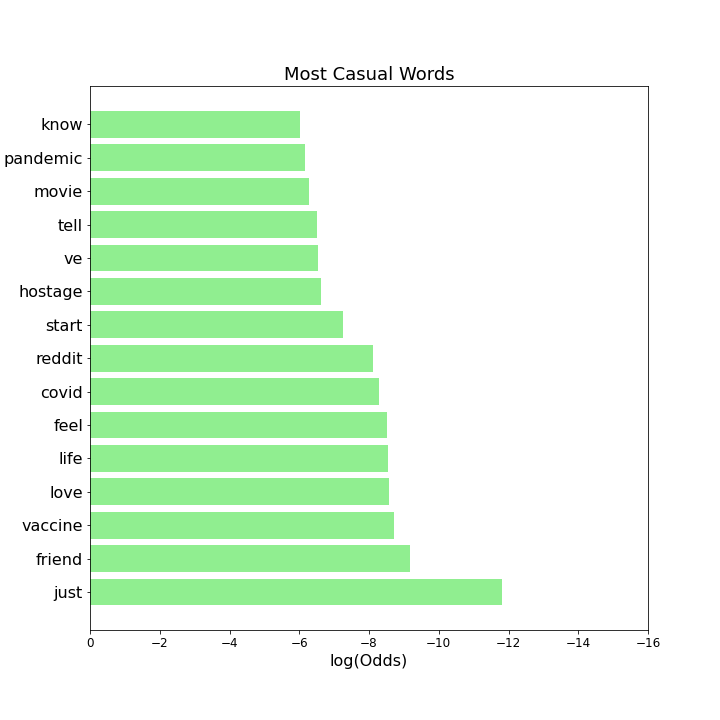 Most Casual Words
know
pandemic
movie
tell
ve
hostage
start
reddit
covid
feel
life
love
vaccine
friend
just
0 −2 −4 −6 −8 −10 −12 −14 −16
log(Odds)